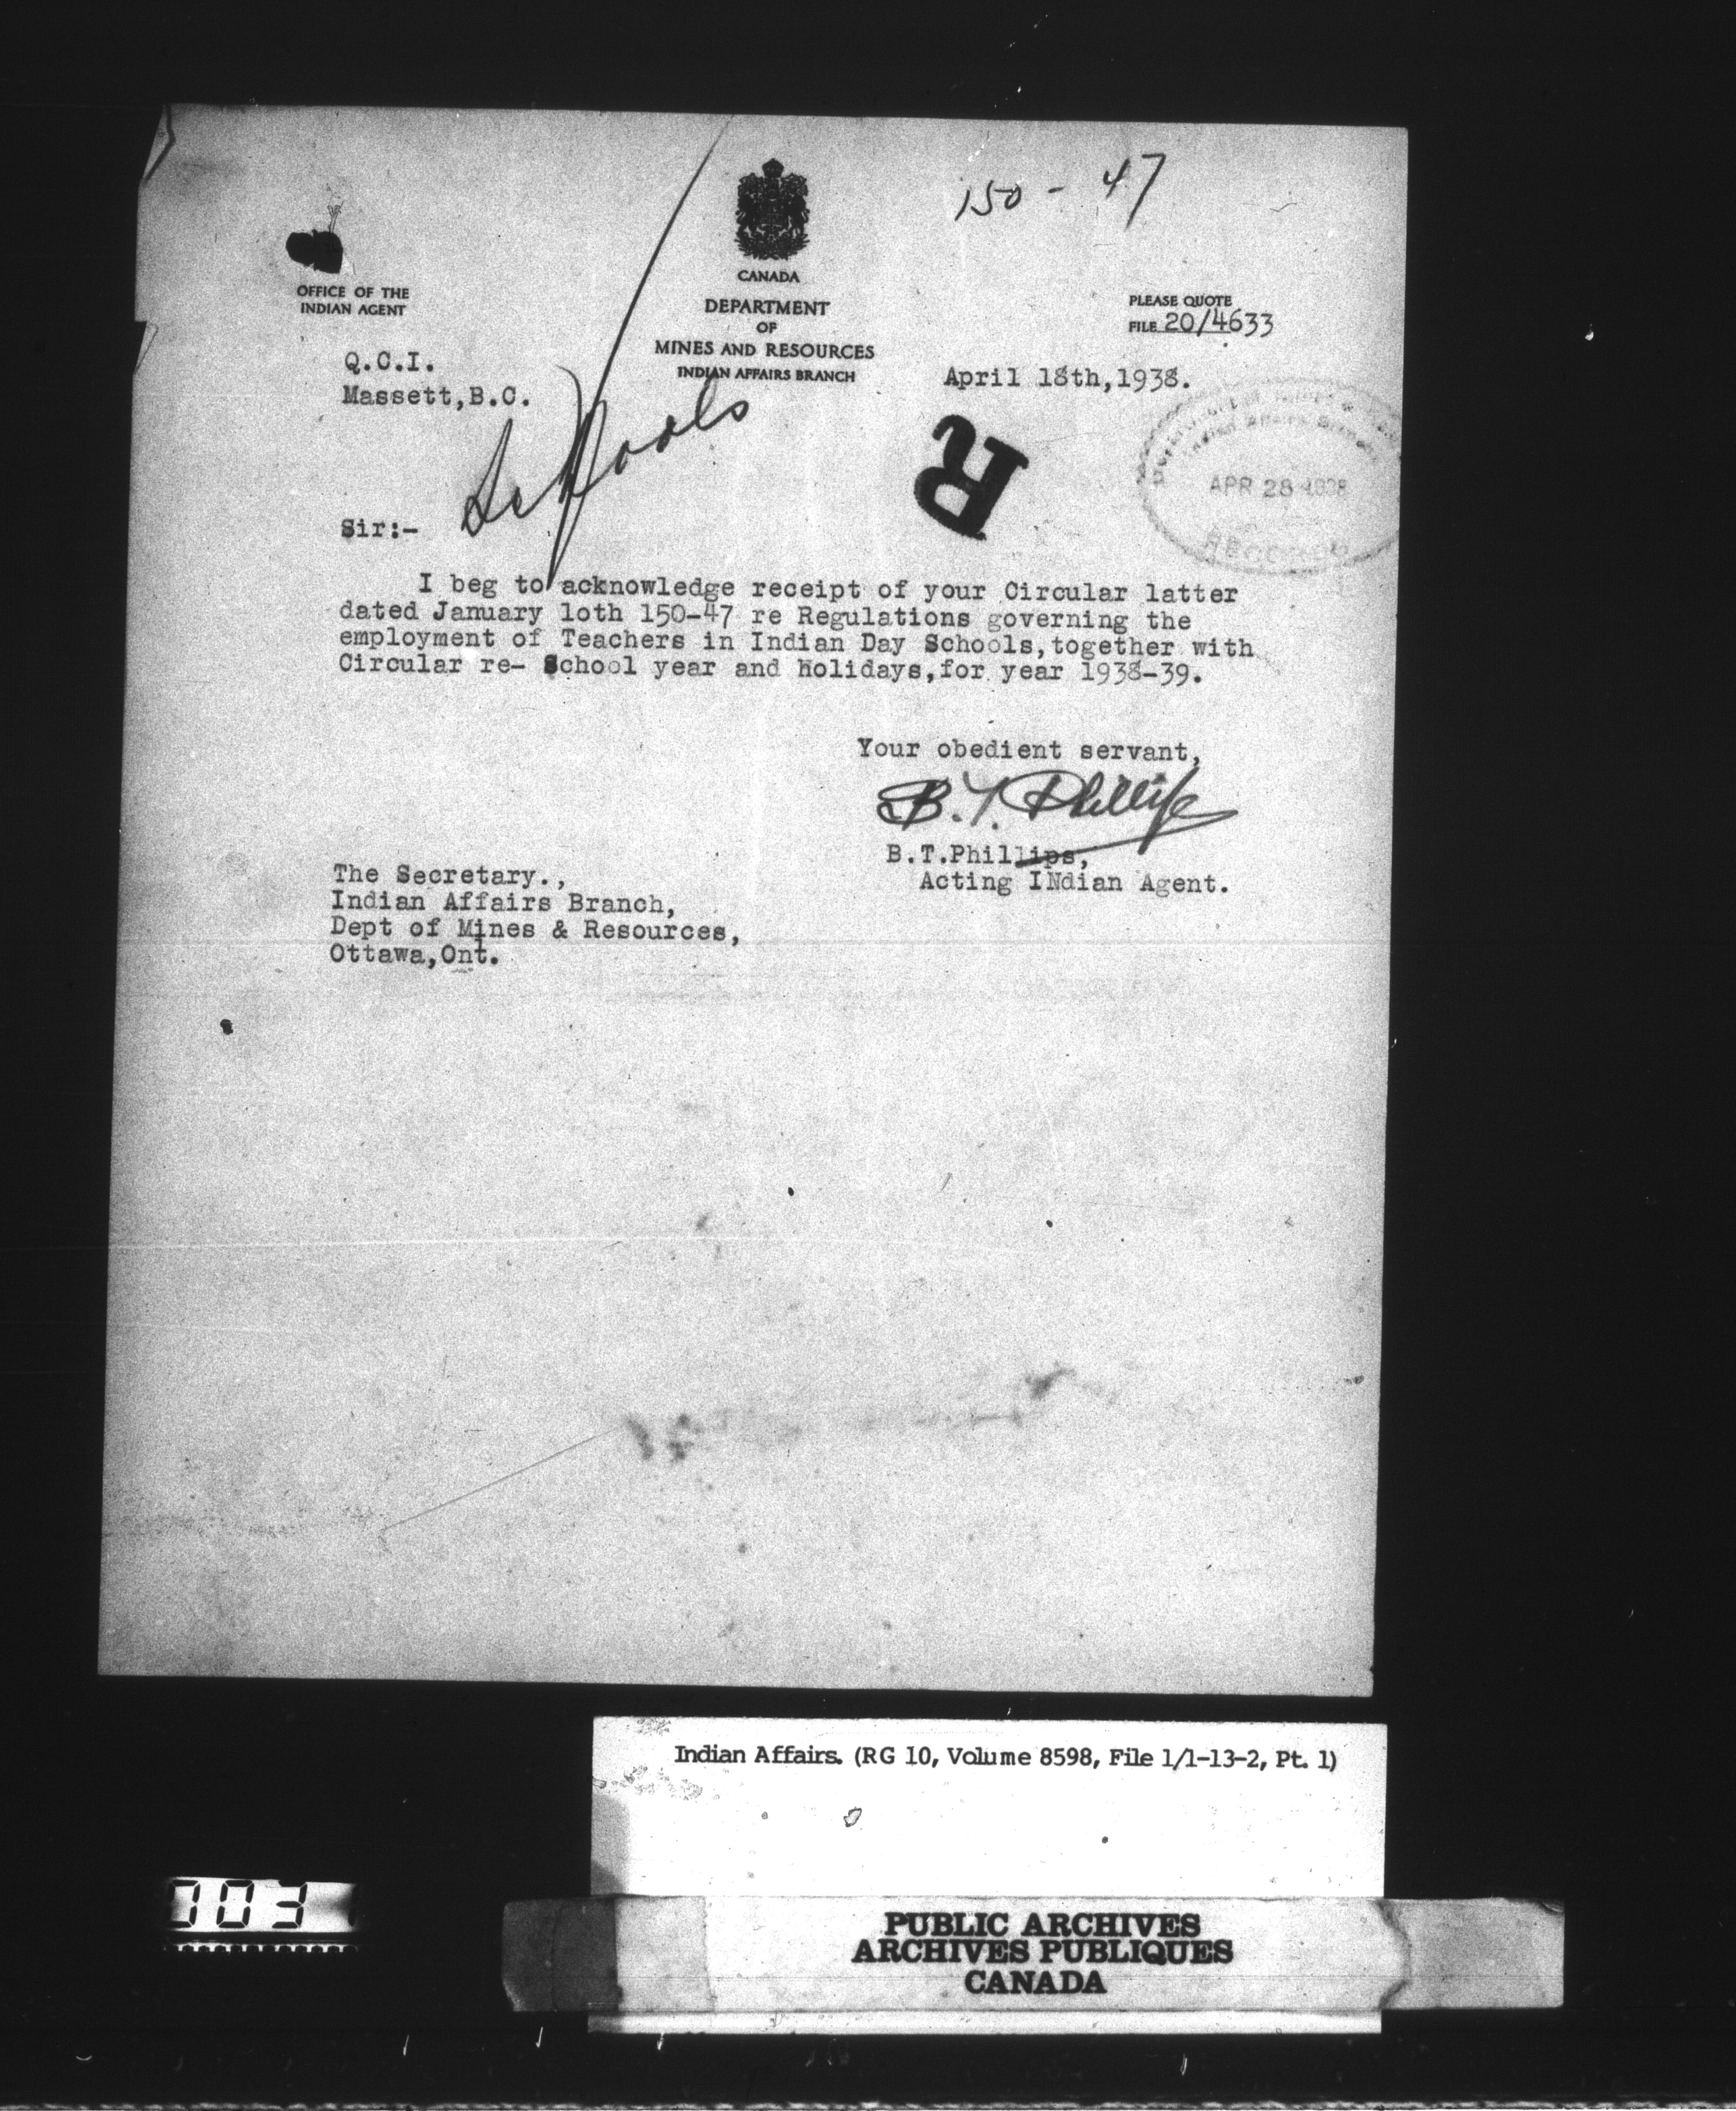 150 - 47
CANADA
OFFICE OF THE
INDIAN AGENT
DEPARTMENT
OF
MINES AND RESOURCES
INDIAN AFFAIRS BRANCH
PLEASE QUOTE
FILE 20/4633
Q.C.I.
Massett,B.C.
April 18th,1938.
Schools
R
Indian Affairs Branch
APR 28 1938
RECORDS
Sir:-
I beg to acknowledge receipt of your Circular latter
dated January loth 150-47 re Regulations governing the
employment of Teachers in Indian Day Schools,together with
Circular re- School year and holidays,for year 1938-39.
Your obedient servant,
B.T. Phillips
B.T.Phillips,
Acting INdian Agent.
The Secretary.,
Indian Affairs Branch,
Dept of Mines & Resources,
Ottawa,Ont.
Indian Affairs. (RG 10, Volume 8598, File 1/1-13-2, Pt. 1)
PUBLIC ARCHIVES
ARCHIVES PUBLIQUES
CANADA